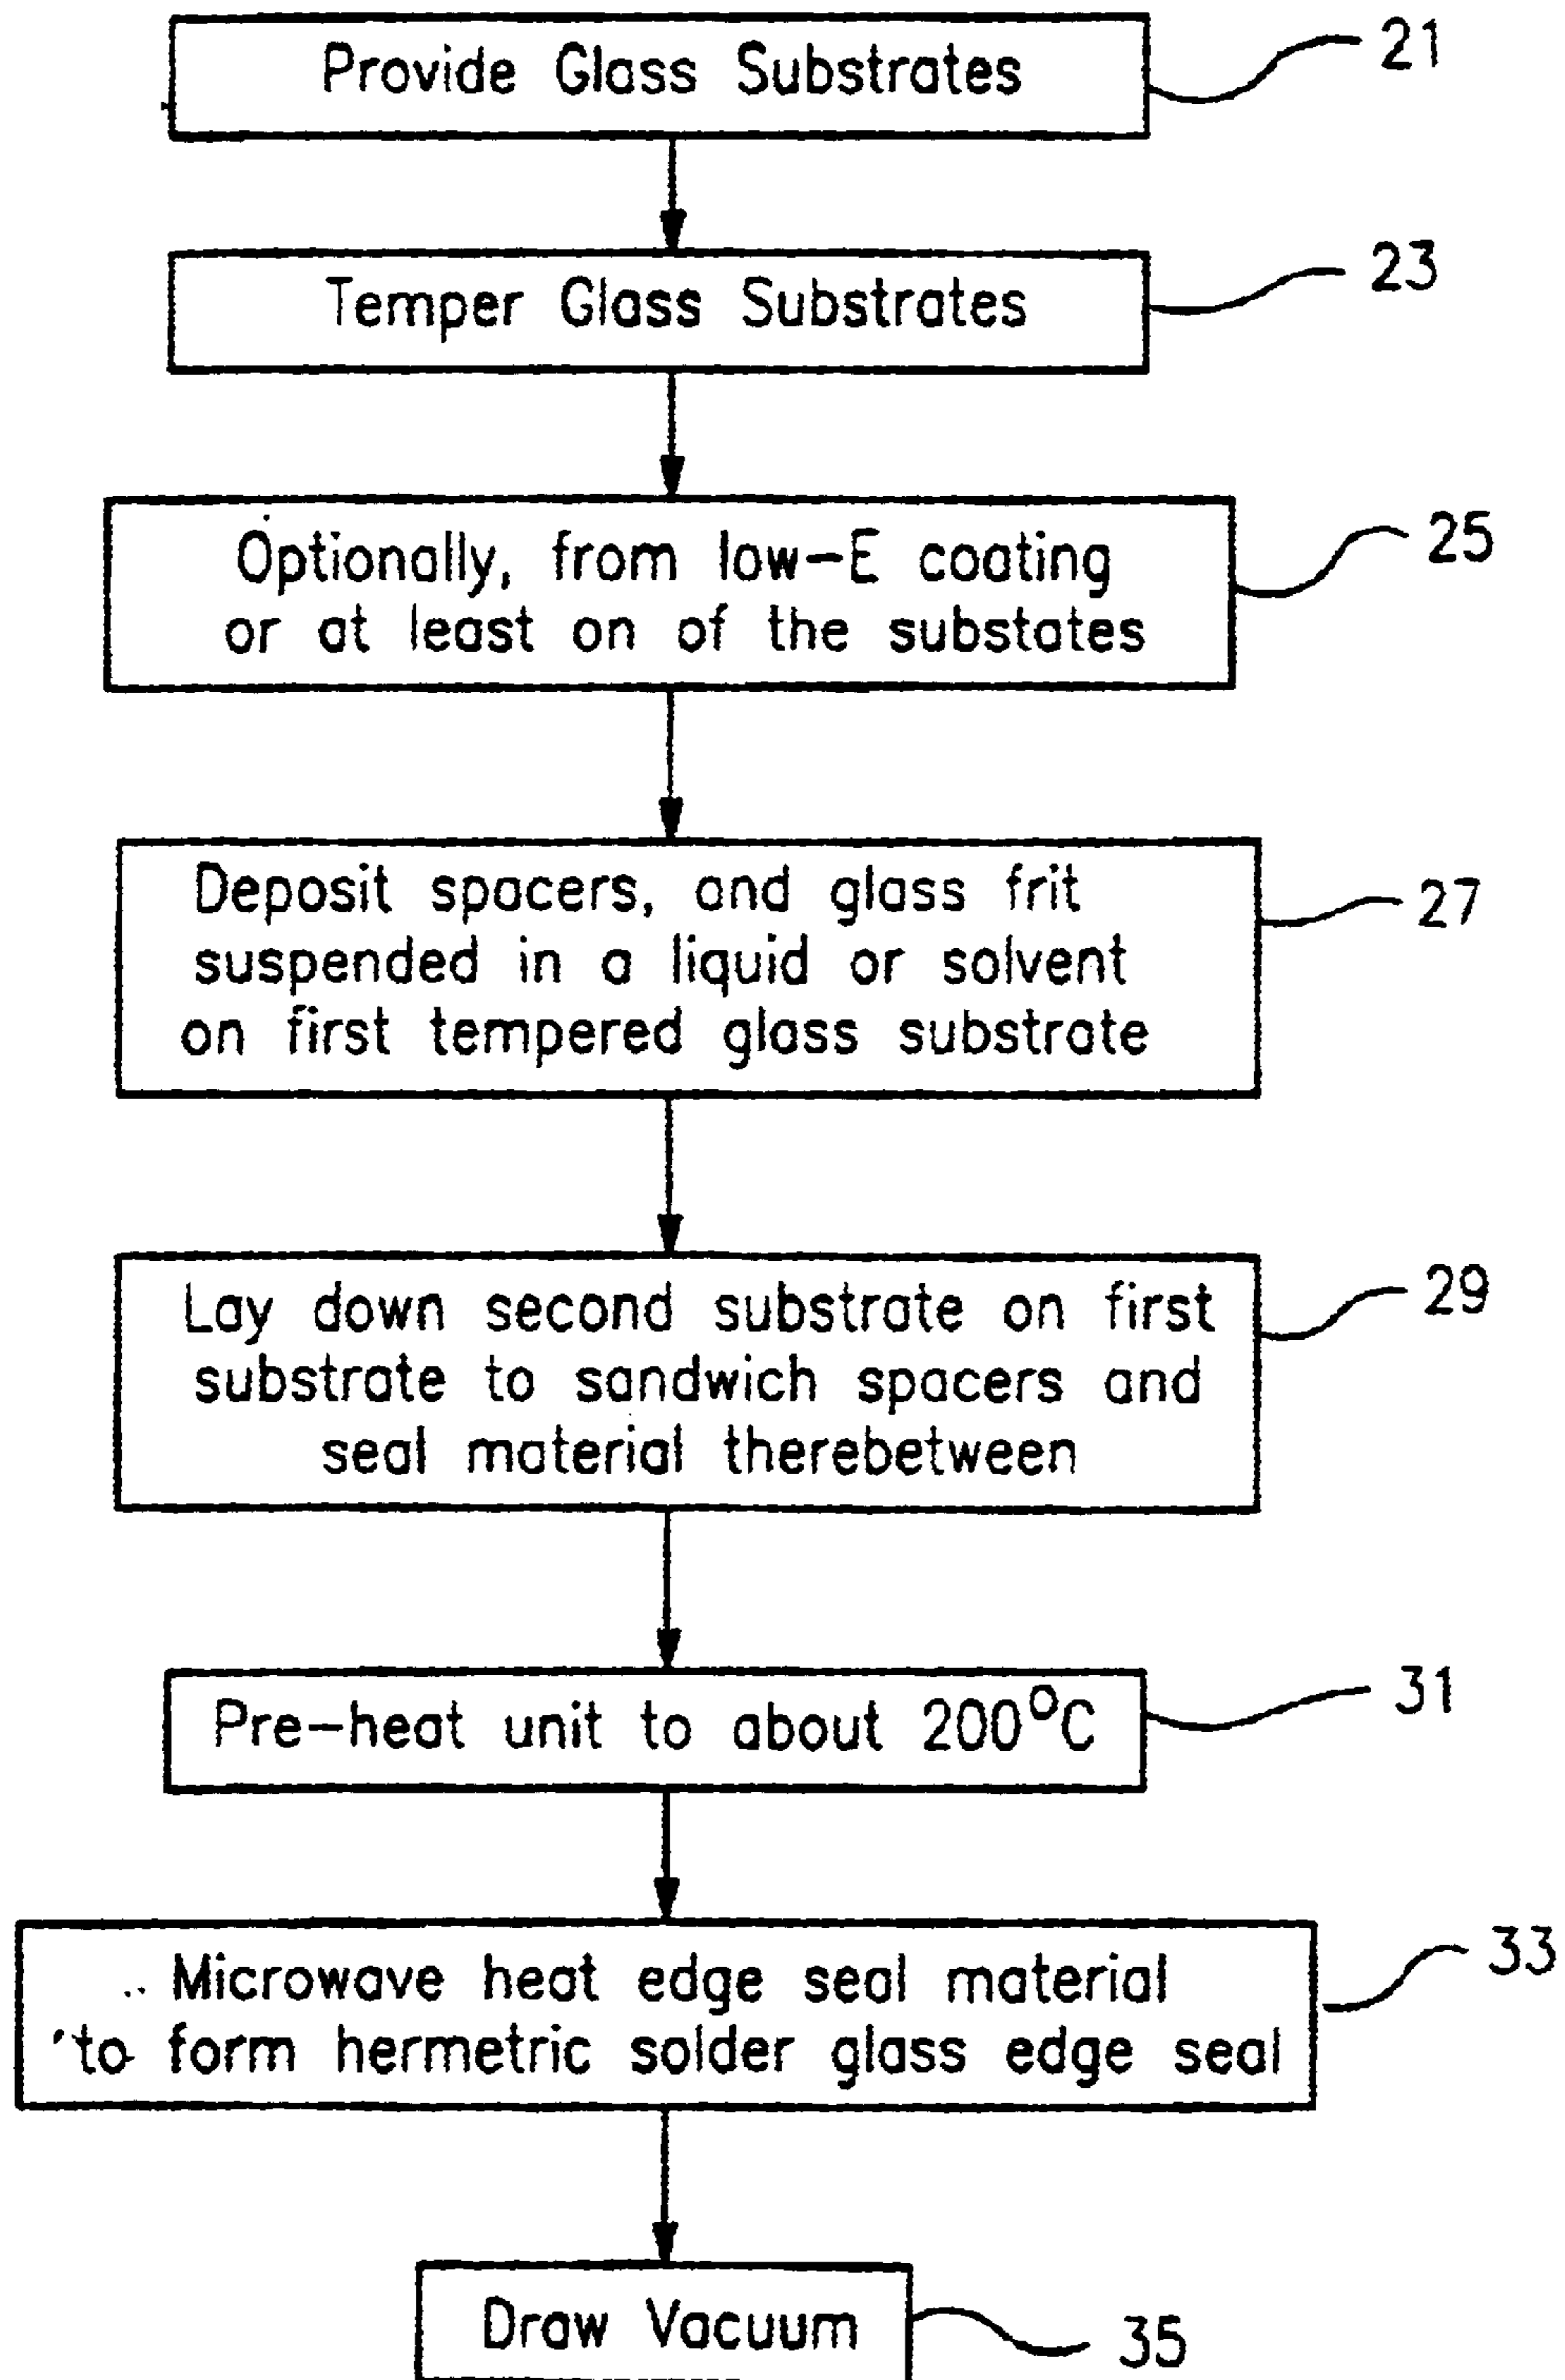 Provide Glass Substrates
21
Temper Glass Substrates
23
Optionally, from low-E coating
or at least on of the substates
25
Deposit spacers, and glass frit
suspended in a liquid or solvent
on first tempered glass substrate
27
Lay down second substrate on first
substrate to sandwich spacers and
seal material therebetween
29
Pre-heat unit to about 200°C
31
Microwave heat edge seal material
to form hermetric solder glass edge seal
33
Draw Vacuum
35